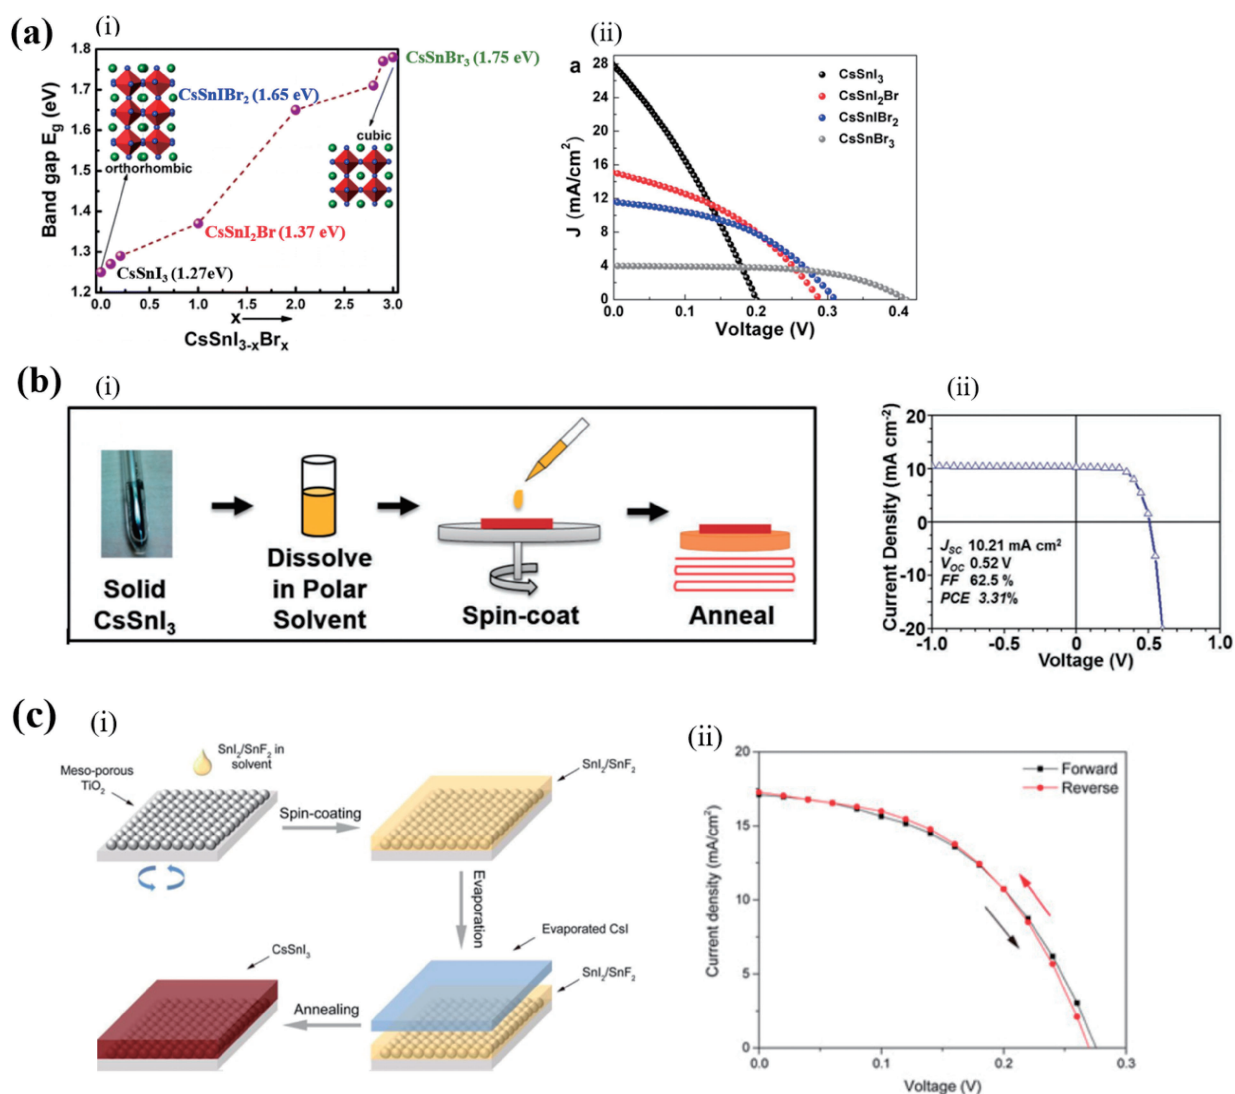 (a)
(i)
1.8
1.7
1.6
1.5
1.4
1.3
1.2
Band gap E_g (eV)
CsSnBr₃ (1.75 eV)
CsSnIBr₂ (1.65 eV)
cubic
orthorhombic
CsSnI₂Br (1.37 eV)
CsSnI₃ (1.27eV)
0.0 0.5 1.0 1.5 2.0 2.5 3.0
x
CsSnI₃₋ₓBrₓ
(ii)
a
28
24
20
16
12
8
4
0
J (mA/cm²)
CsSnI₃
CsSnI₂Br
CsSnIBr₂
CsSnBr₃
0.0 0.1 0.2 0.3 0.4
Voltage (V)
(b)
(i)
Solid
CsSnI₃
Dissolve
in Polar
Solvent
Spin-coat
Anneal
(ii)
20
10
0
-10
-20
Current Density (mA cm⁻²)
J_SC 10.21 mA cm²
V_OC 0.52 V
FF 62.5 %
PCE 3.31%
-1.0 -0.5 0 0.5 1.0
Voltage (V)
(c)
(i)
SnI₂/SnF₂ in
solvent
Meso-porous
TiO₂
Spin-coating
SnI₂/SnF₂
Evaporation
Evaporated CsI
SnI₂/SnF₂
Annealing
CsSnI₃
(ii)
20
15
10
5
0
Current density (mA/cm²)
Forward
Reverse
0.0 0.1 0.2 0.3
Voltage (V)